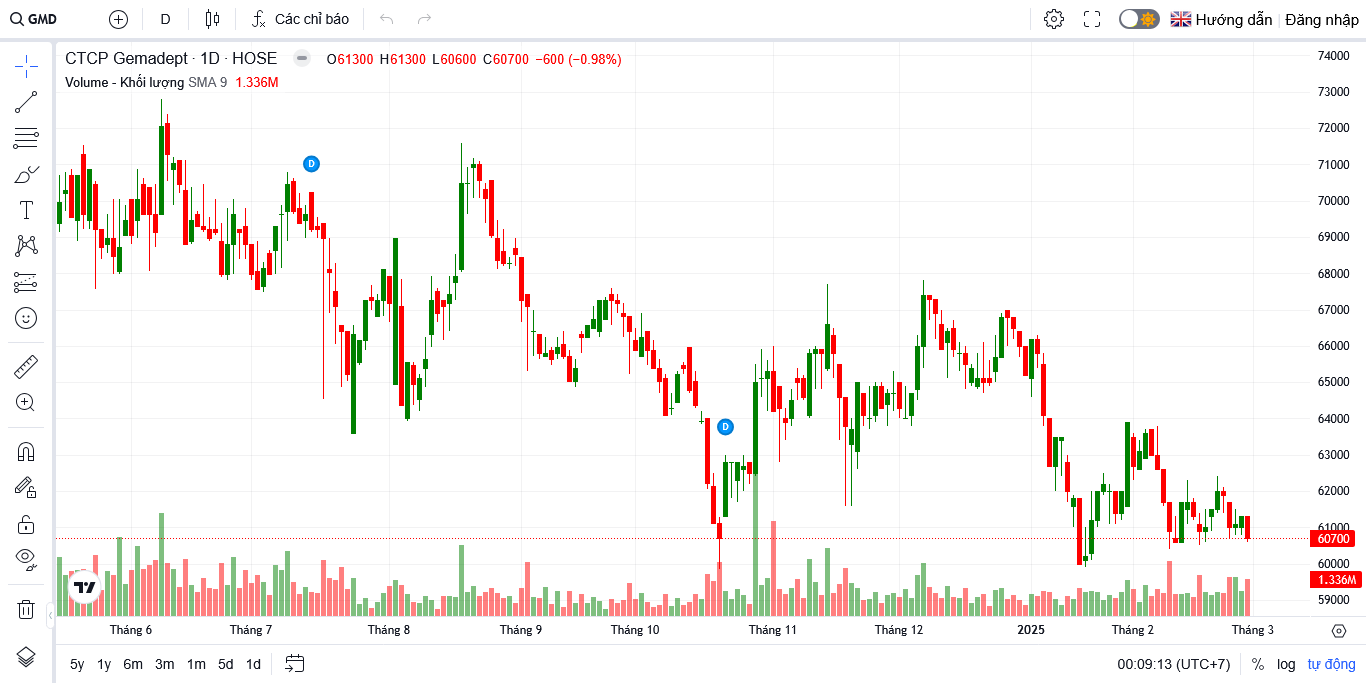 GMD D Các chỉ báo Hướng dẫn Đăng nhập
CTCP Gemadept · 1D · HOSE O61300 H61300 L60600 C60700 −600 (−0.98%)
Volume - Khối lượng SMA 9 1.336M
74000
73000
72000
71000
70000
69000
68000
67000
66000
65000
64000
63000
62000
61000
60700
60000
1.336M
59000
D
D
Tháng 6 Tháng 7 Tháng 8 Tháng 9 Tháng 10 Tháng 11 Tháng 12 2025 Tháng 2 Tháng 3
5y 1y 6m 3m 1m 5d 1d 00:09:13 (UTC+7) % log tự động